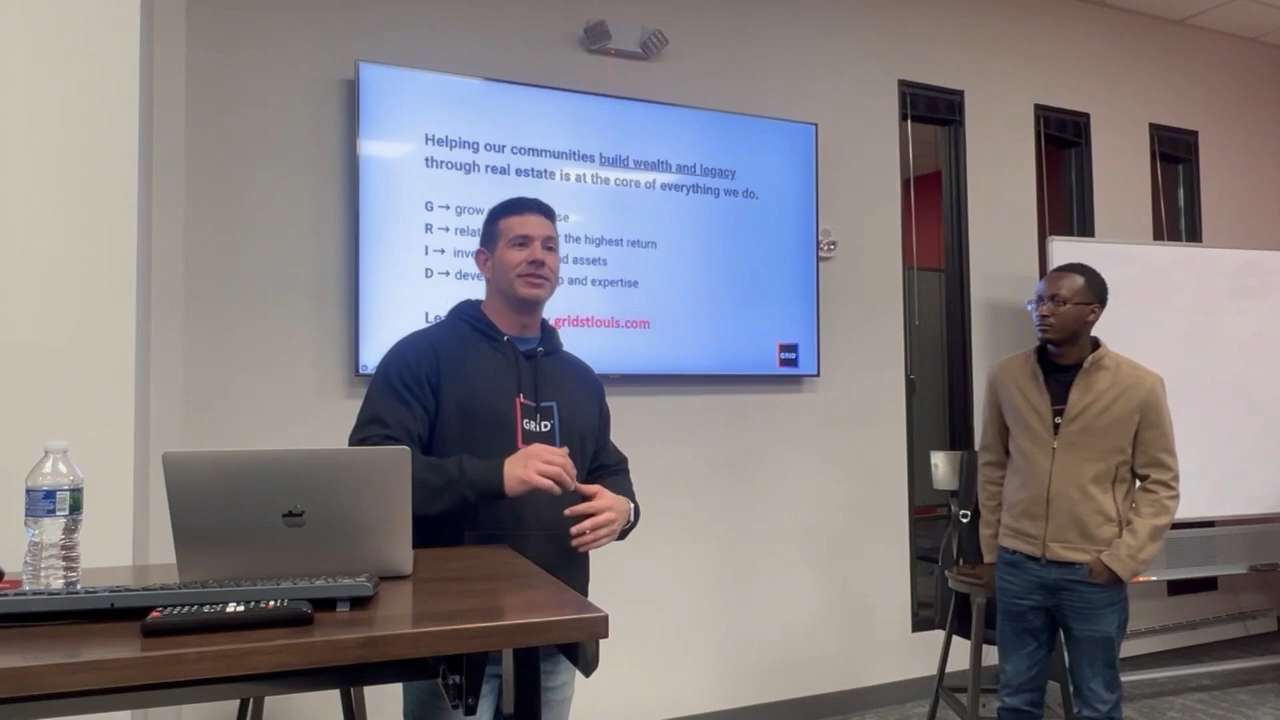 Helping our communities build wealth and legacy
through real estate is at the core of everything we do.
G → grow
R → the highest return
I → assets
D → and expertise
gridstlouis.com
GRID
GRID